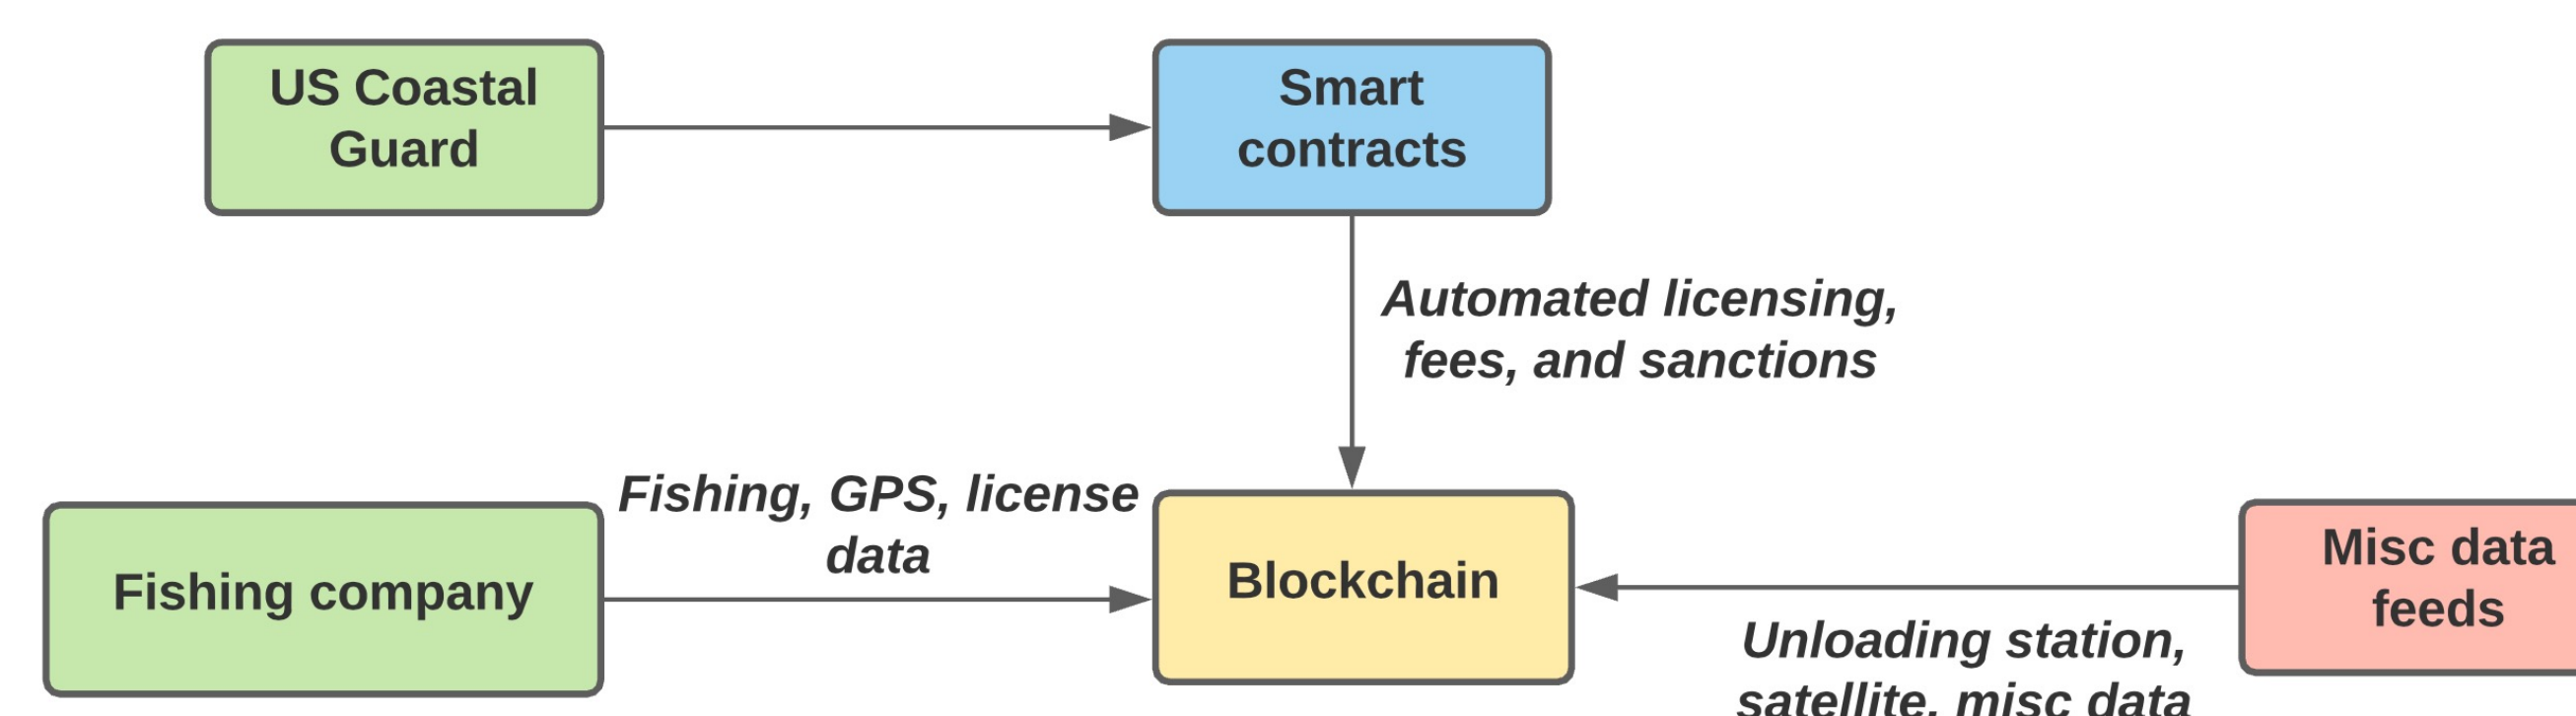 US Coastal
Guard
Smart
contracts
Automated licensing,
fees, and sanctions
Fishing, GPS, license
data
Fishing company
Blockchain
Misc data
feeds
Unloading station,
satellite, misc data